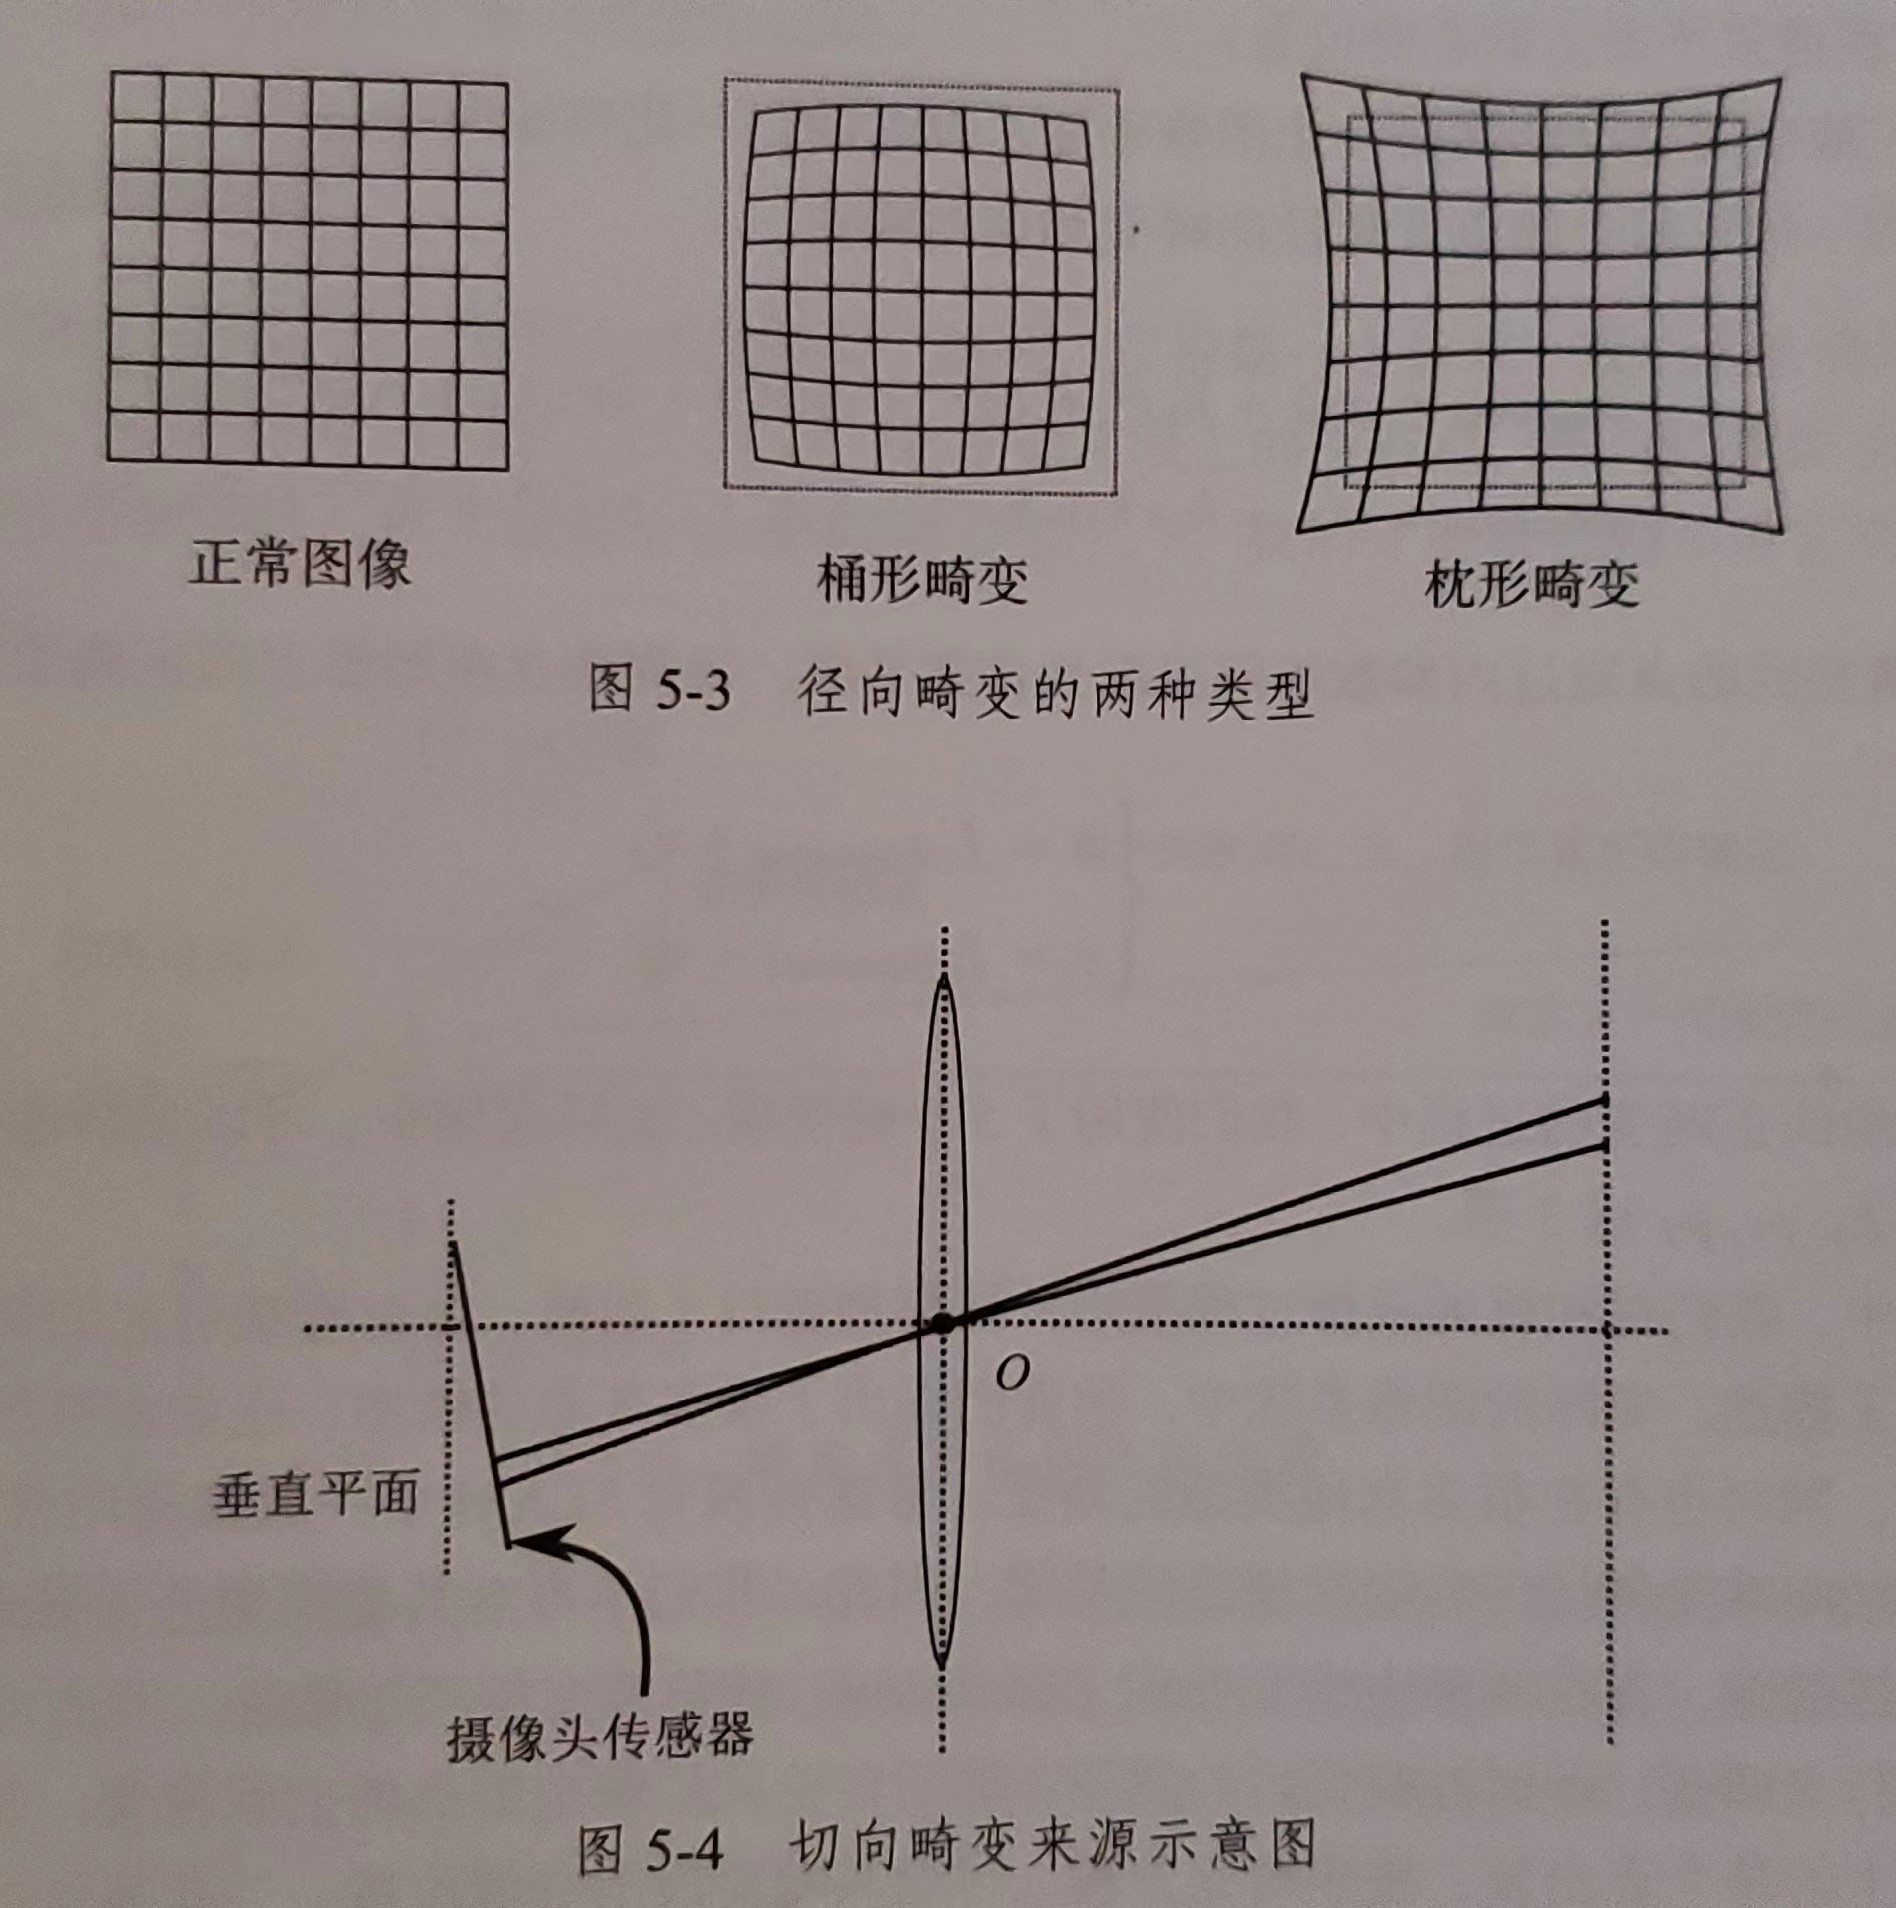 正常图像
桶形畸变
枕形畸变
图 5-3 径向畸变的两种类型
O
垂直平面
摄像头传感器
图 5-4 切向畸变来源示意图